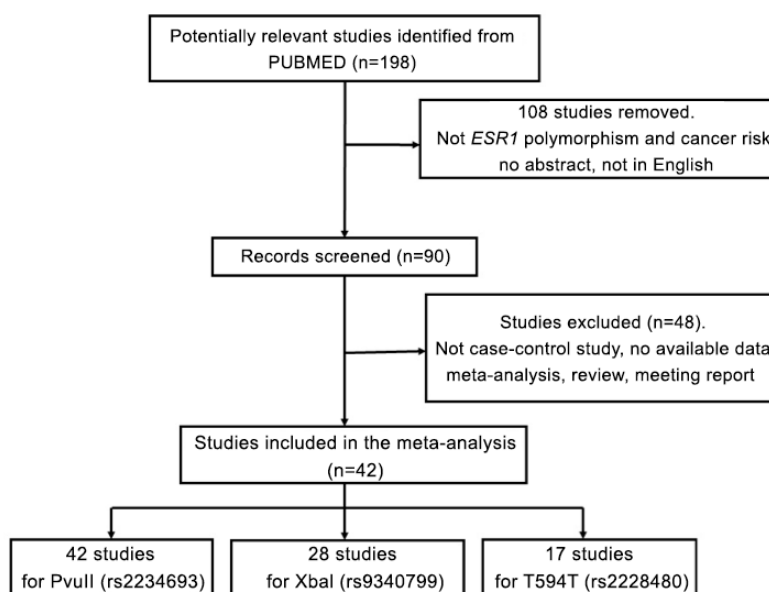 Potentially relevant studies identified from
PUBMED (n=198)
108 studies removed.
Not ESR1 polymorphism and cancer risk
no abstract, not in English
Records screened (n=90)
Studies excluded (n=48).
Not case-control study, no available data
meta-analysis, review, meeting report
Studies included in the meta-analysis
(n=42)
42 studies
for PvuII (rs2234693)
28 studies
for XbaI (rs9340799)
17 studies
for T594T (rs2228480)